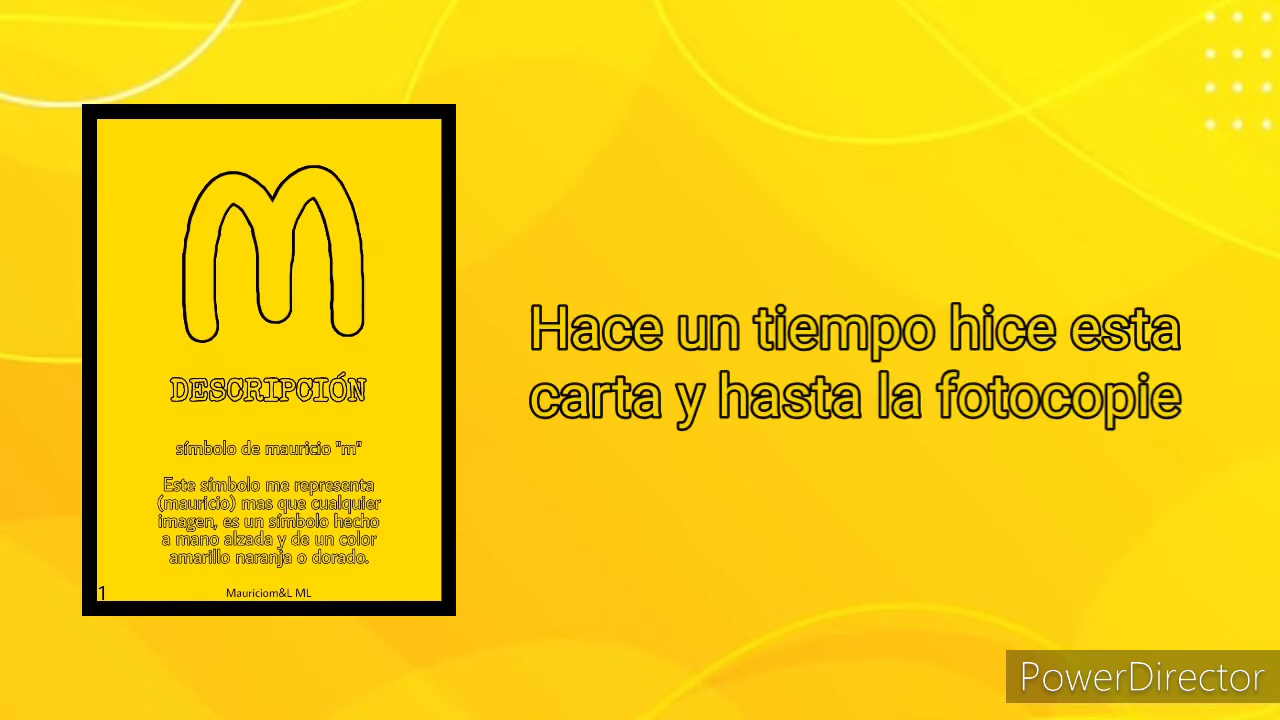 m
DESCRIPCIÓN
símbolo de mauricio "m"
Este símbolo me representa
(mauricio) mas que cualquier
imagen, es un símbolo hecho
a mano alzada y de un color
amarillo naranja o dorado.
1 Mauriciom&L ML
Hace un tiempo hice esta
carta y hasta la fotocopie
PowerDirector